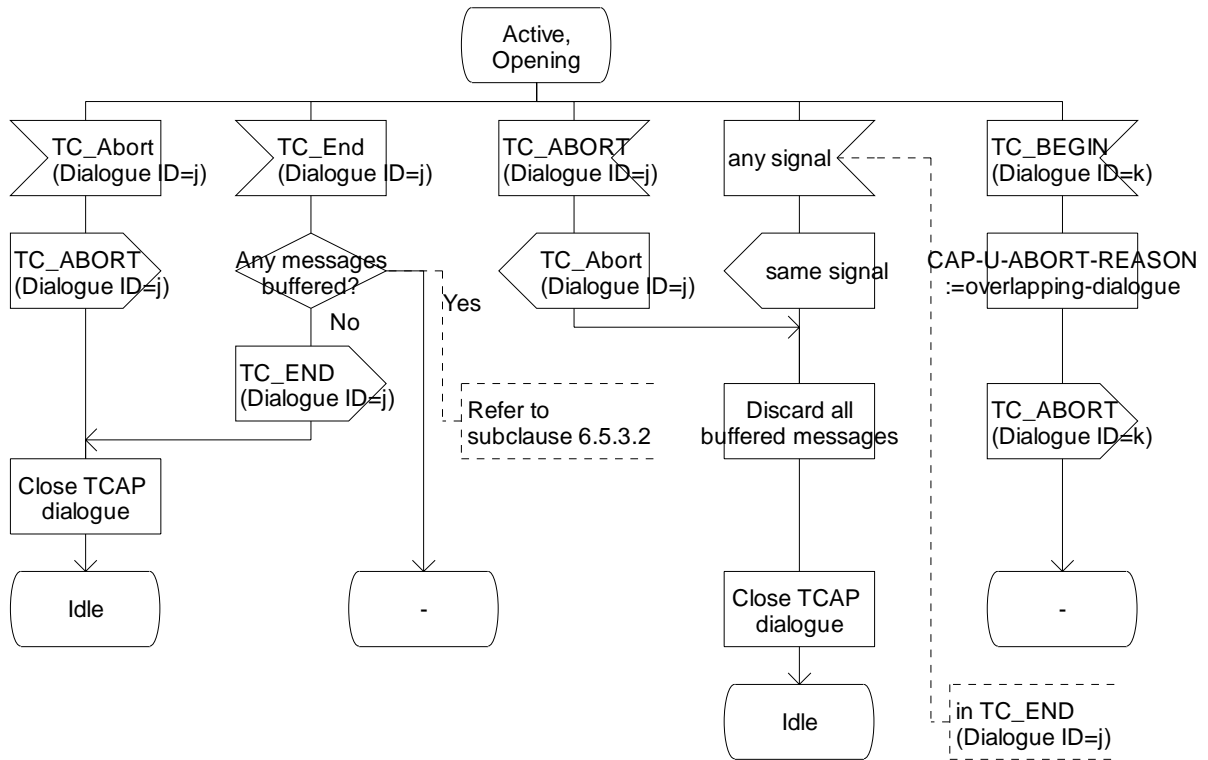 Active,
Opening
TC_Abort
(Dialogue ID=j)
TC_End
(Dialogue ID=j)
TC_ABORT
(Dialogue ID=j)
any signal
TC_BEGIN
(Dialogue ID=k)
TC_ABORT
(Dialogue ID=j)
Any messages
buffered?
TC_Abort
(Dialogue ID=j)
same signal
CAP-U-ABORT-REASON
:=overlapping-dialogue
Yes
No
TC_END
(Dialogue ID=j)
Refer to
subclause 6.5.3.2
Discard all
buffered messages
TC_ABORT
(Dialogue ID=k)
Close TCAP
dialogue
Idle
-
Close TCAP
dialogue
-
Idle
in TC_END
(Dialogue ID=j)